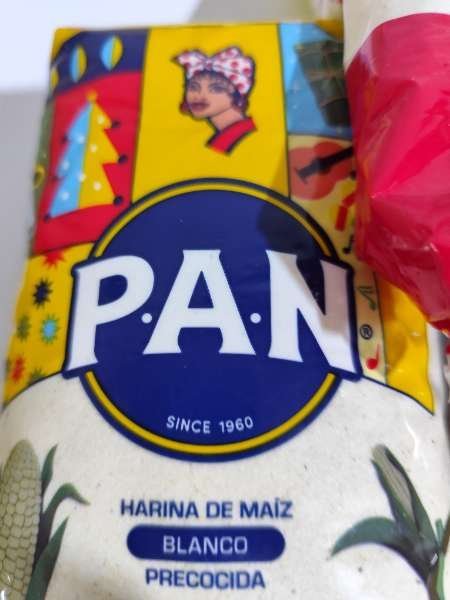 P.A.N
®
SINCE 1960
HARINA DE MAÍZ
BLANCO
PRECOCIDA